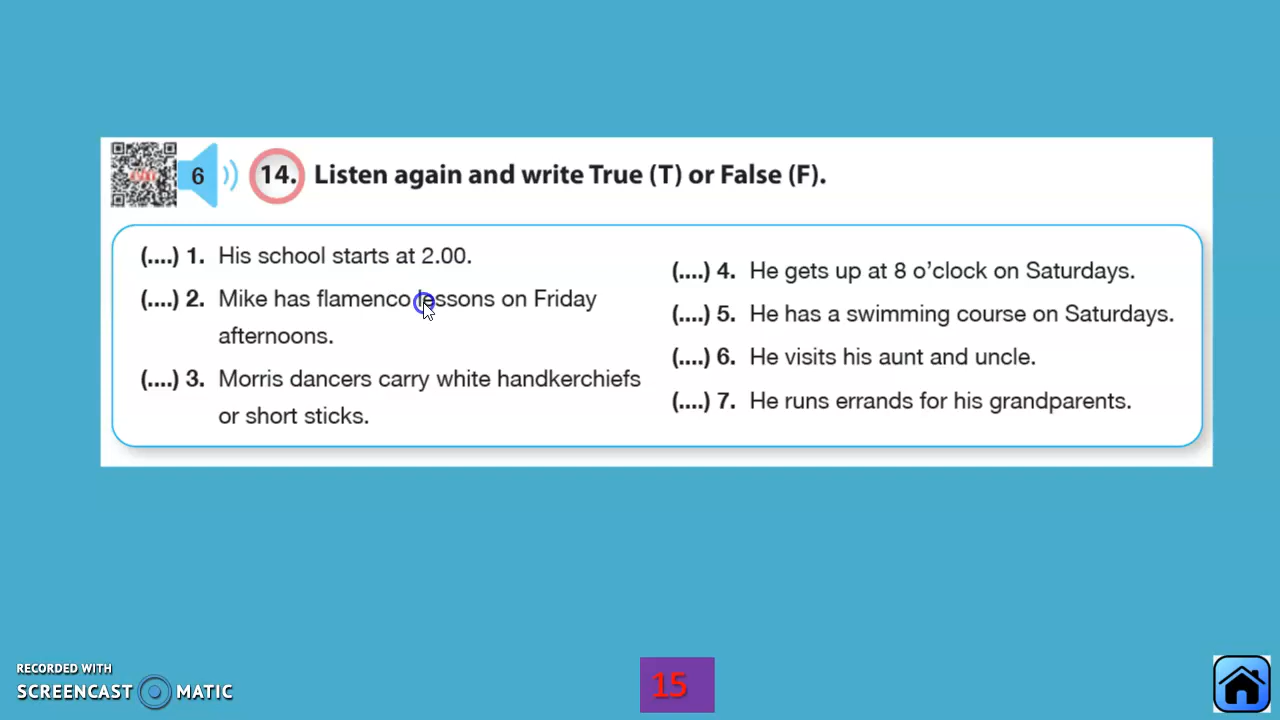 6 14. Listen again and write True (T) or False (F).
(....) 1. His school starts at 2.00.
(....) 2. Mike has flamenco lessons on Friday
afternoons.
(....) 3. Morris dancers carry white handkerchiefs
or short sticks.
(....) 4. He gets up at 8 o'clock on Saturdays.
(....) 5. He has a swimming course on Saturdays.
(....) 6. He visits his aunt and uncle.
(....) 7. He runs errands for his grandparents.
RECORDED WITH
SCREENCAST MATIC
15